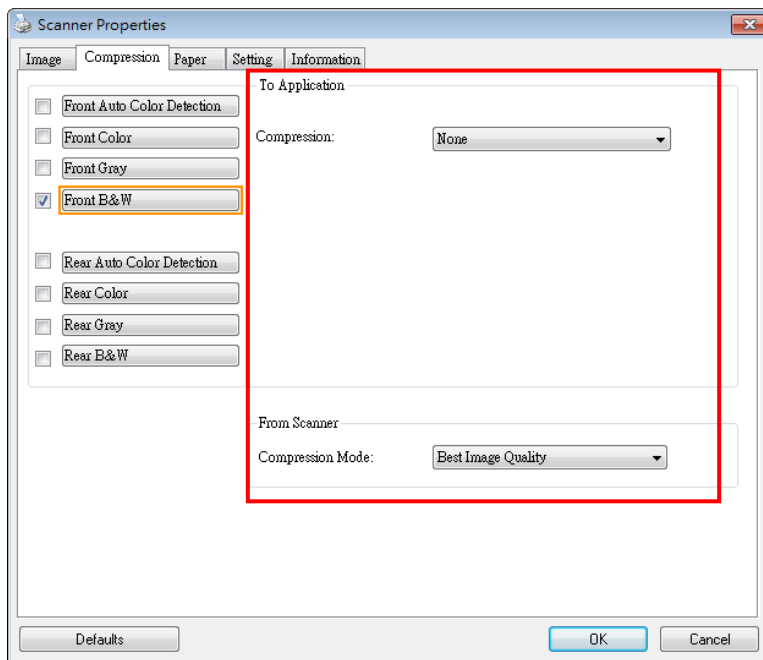 Scanner Properties
Image Compression Paper Setting Information
To Application
Front Auto Color Detection
Front Color
Compression: None
Front Gray
Front B&W
Rear Auto Color Detection
Rear Color
Rear Gray
Rear B&W
From Scanner
Compression Mode: Best Image Quality
Defaults OK Cancel